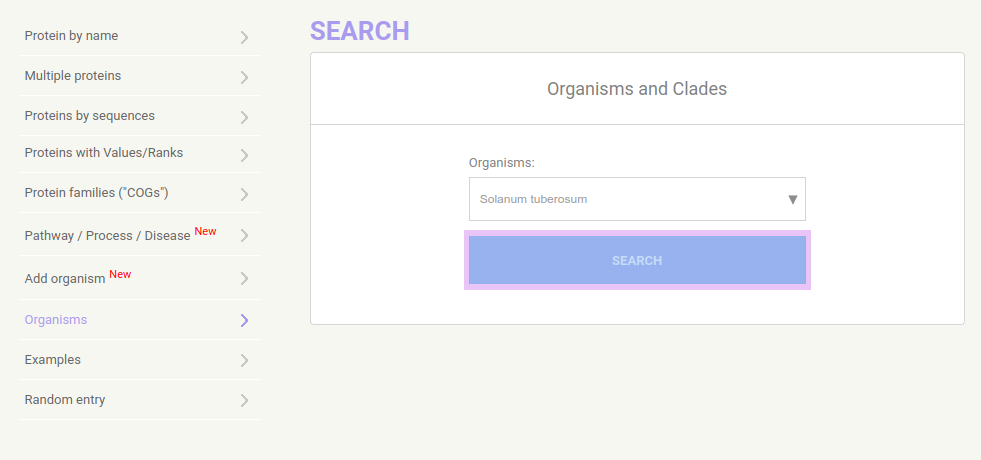 Protein by name
Multiple proteins
Proteins by sequences
Proteins with Values/Ranks
Protein families ("COGs")
Pathway / Process / Disease New
Add organism New
Organisms
Examples
Random entry
SEARCH
Organisms and Clades
Organisms:
Solanum tuberosum
SEARCH